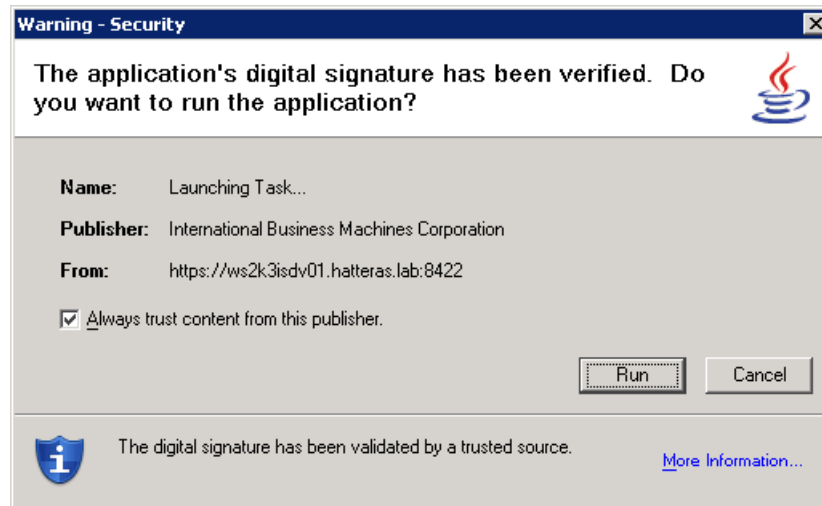 Warning - Security
The application's digital signature has been verified. Do
you want to run the application?
Name: Launching Task...
Publisher: International Business Machines Corporation
From: https://ws2k3isdv01.hatteras.lab:8422
Always trust content from this publisher.
Run Cancel
The digital signature has been validated by a trusted source.
More Information...